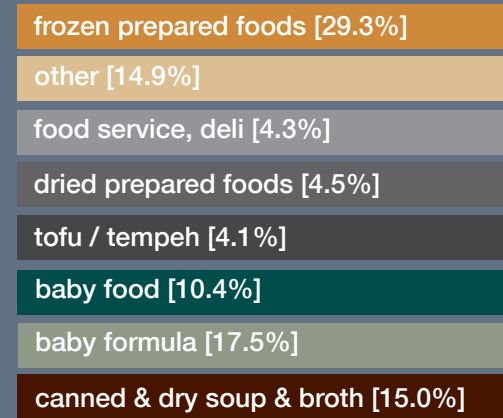 frozen prepared foods [29.3%]
other [14.9%]
food service, deli [4.3%]
dried prepared foods [4.5%]
tofu / tempeh [4.1%]
baby food [10.4%]
baby formula [17.5%]
canned & dry soup & broth [15.0%]